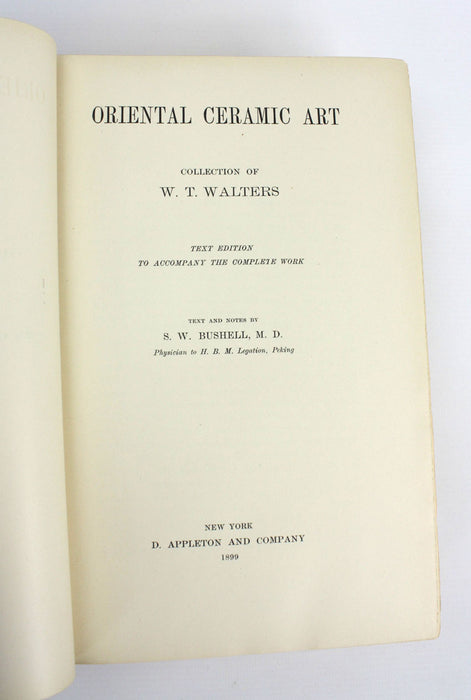 ORIENTAL CERAMIC ART
COLLECTION OF
W. T. WALTERS
TEXT EDITION
TO ACCOMPANY THE COMPLETE WORK
TEXT AND NOTES BY
S. W. BUSHELL, M. D.
Physician to H. B. M. Legation, Peking
NEW YORK
D. APPLETON AND COMPANY
1899